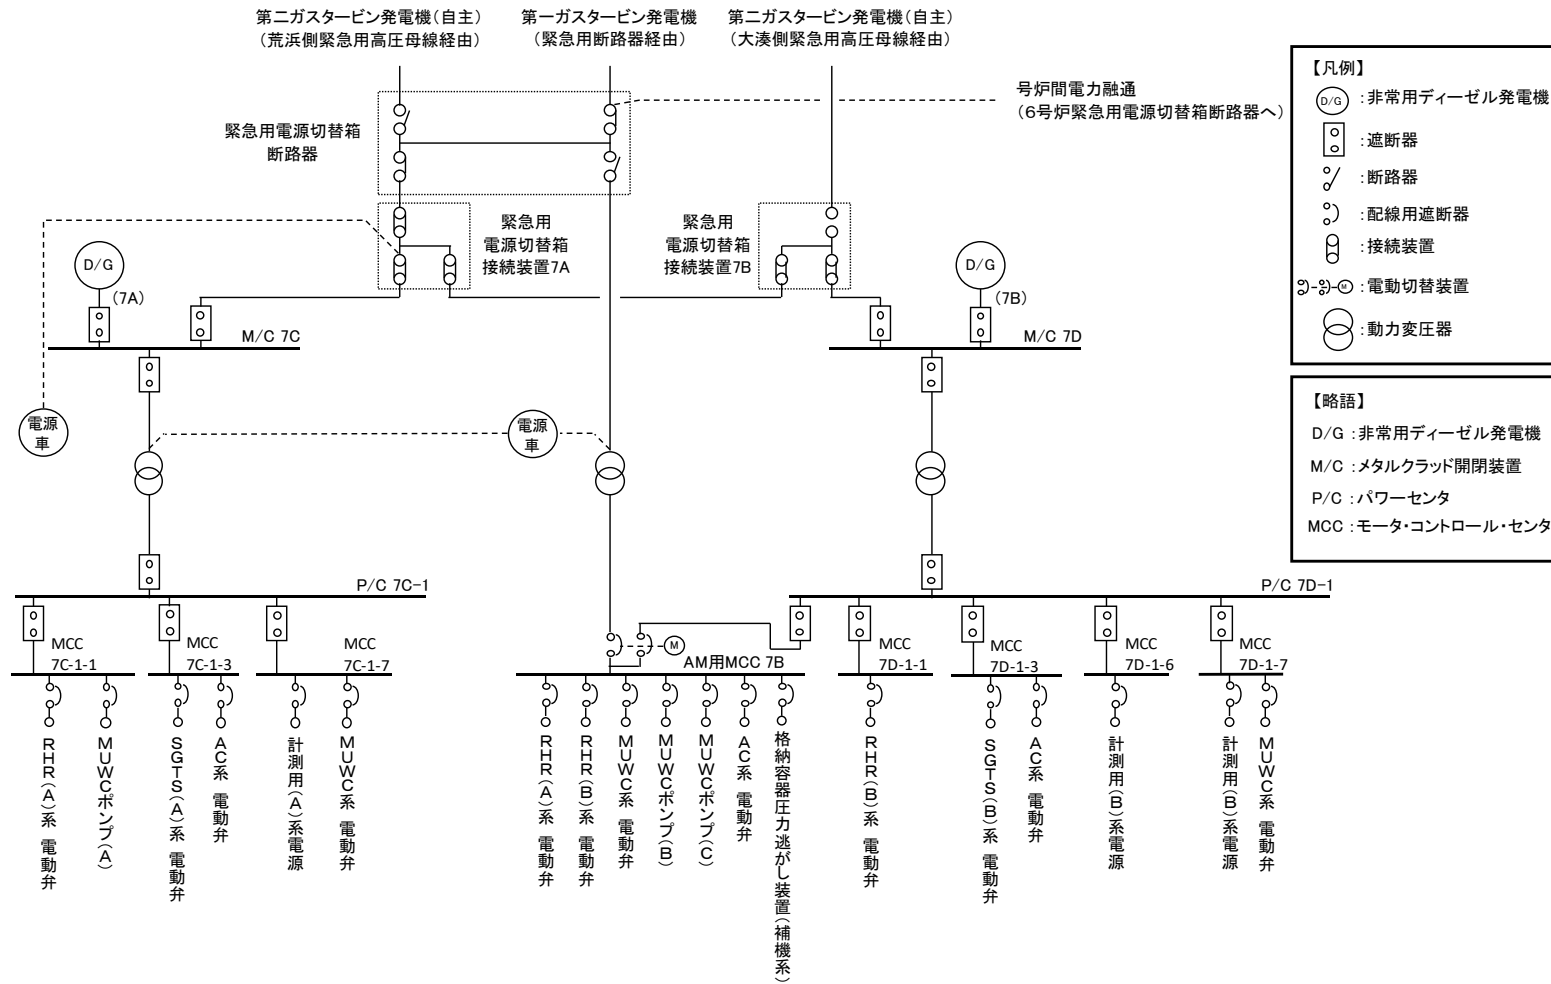 第二ガスタービン発電機(自主)
(荒浜側緊急用高圧母線経由)
第一ガスタービン発電機
(緊急用断路器経由)
第二ガスタービン発電機(自主)
(大湊側緊急用高圧母線経由)
号炉間電力融通
(6号炉緊急用電源切替箱断路器へ)
緊急用電源切替箱
断路器
緊急用
電源切替箱
接続装置7A
緊急用
電源切替箱
接続装置7B
D/G
(7A)
D/G
(7B)
M/C 7C
M/C 7D
電源
車
電源
車
P/C 7C-1
P/C 7D-1
MCC
7C-1-1
MCC
7C-1-3
MCC
7C-1-7
M
AM用MCC 7B
MCC
7D-1-1
MCC
7D-1-3
MCC
7D-1-6
MCC
7D-1-7
RHR(A)系 電動弁
MUWCポンプ(A)
SGTS(A)系 電動弁
AC系 電動弁
計測用(A)系電源
MUWC系 電動弁
RHR(A)系 電動弁
RHR(B)系 電動弁
MUWC系 電動弁
MUWCポンプ(B)
MUWCポンプ(C)
AC系 電動弁
格納容器圧力逃がし装置(補機系)
RHR(B)系 電動弁
SGTS(B)系 電動弁
AC系 電動弁
計測用(B)系電源
計測用(B)系電源
MUWC系 電動弁
【凡例】
D/G :非常用ディーゼル発電機
:遮断器
:断路器
:配線用遮断器
:接続装置
M :電動切替装置
:動力変圧器
【略語】
D/G :非常用ディーゼル発電機
M/C :メタルクラッド開閉装置
P/C :パワーセンタ
MCC :モータ・コントロール・センタ